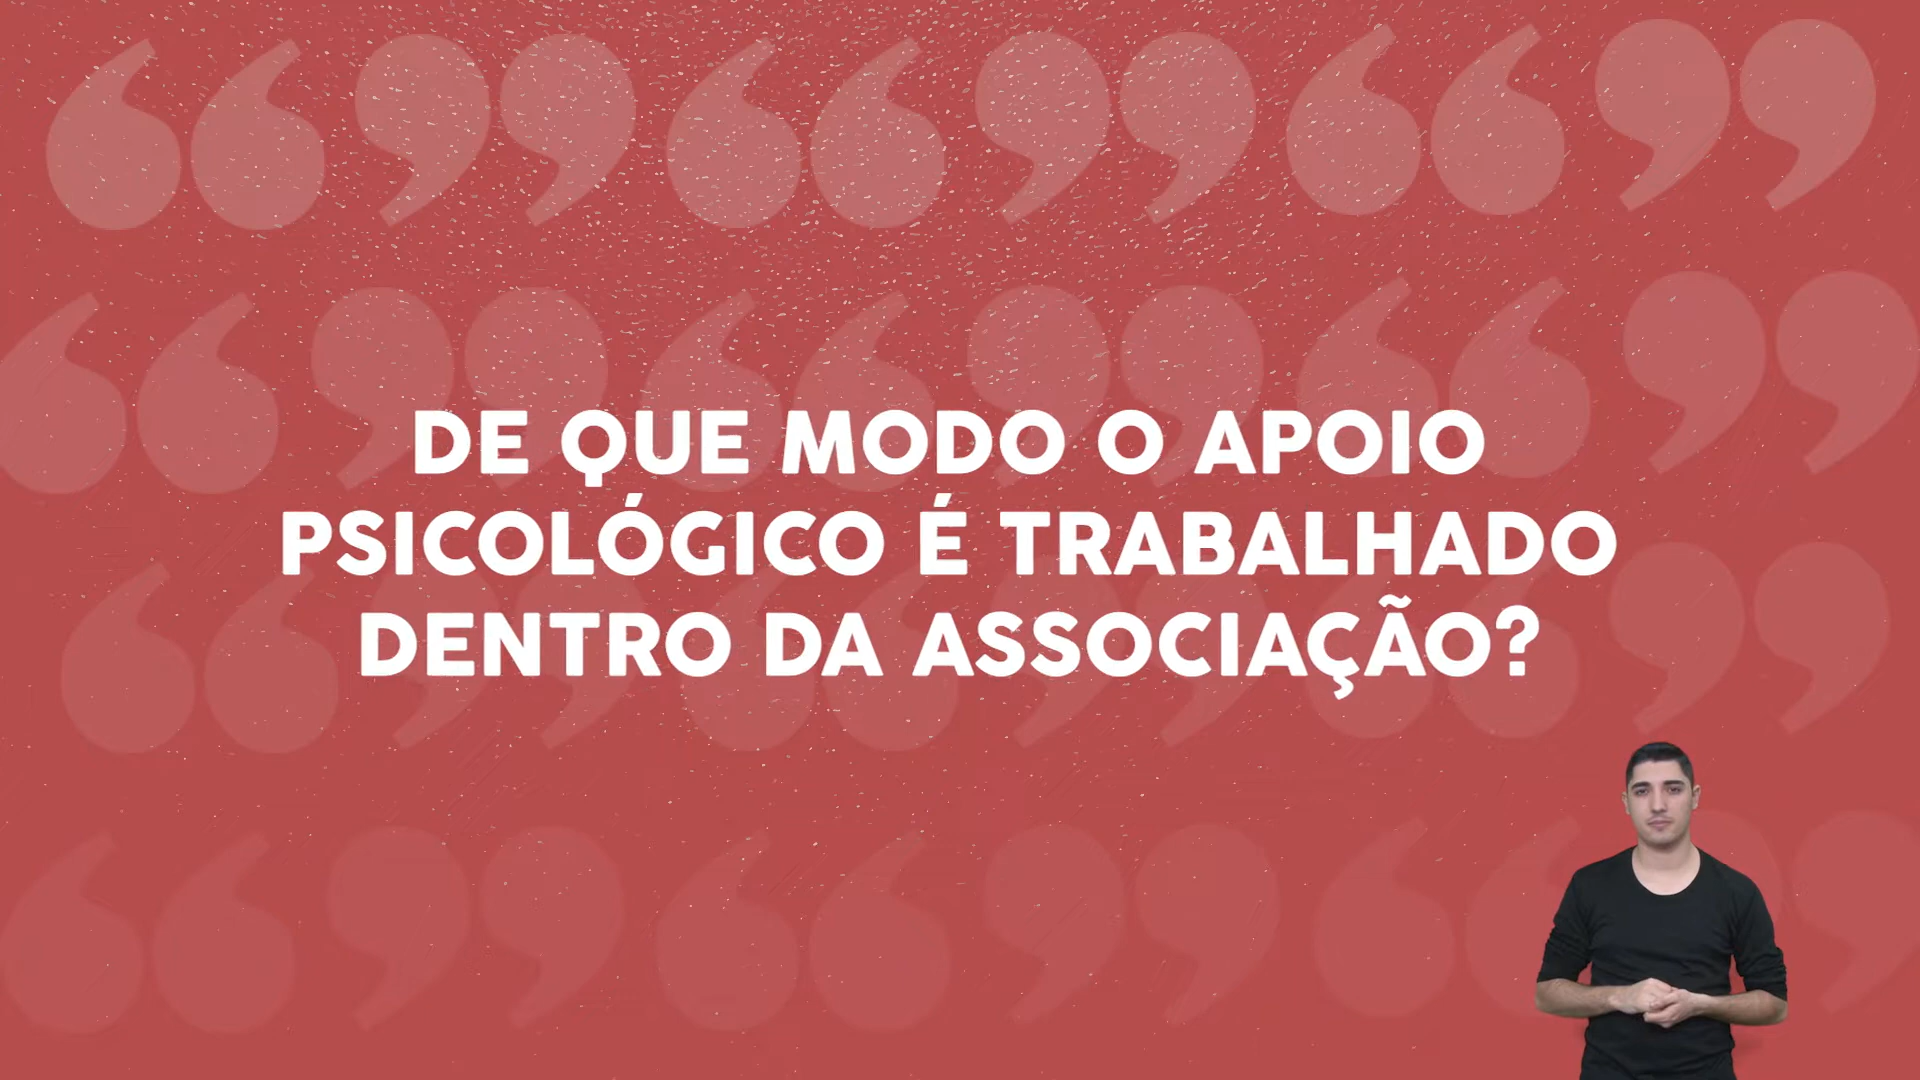 DE QUE MODO O APOIO
PSICOLÓGICO É TRABALHADO
DENTRO DA ASSOCIAÇÃO?